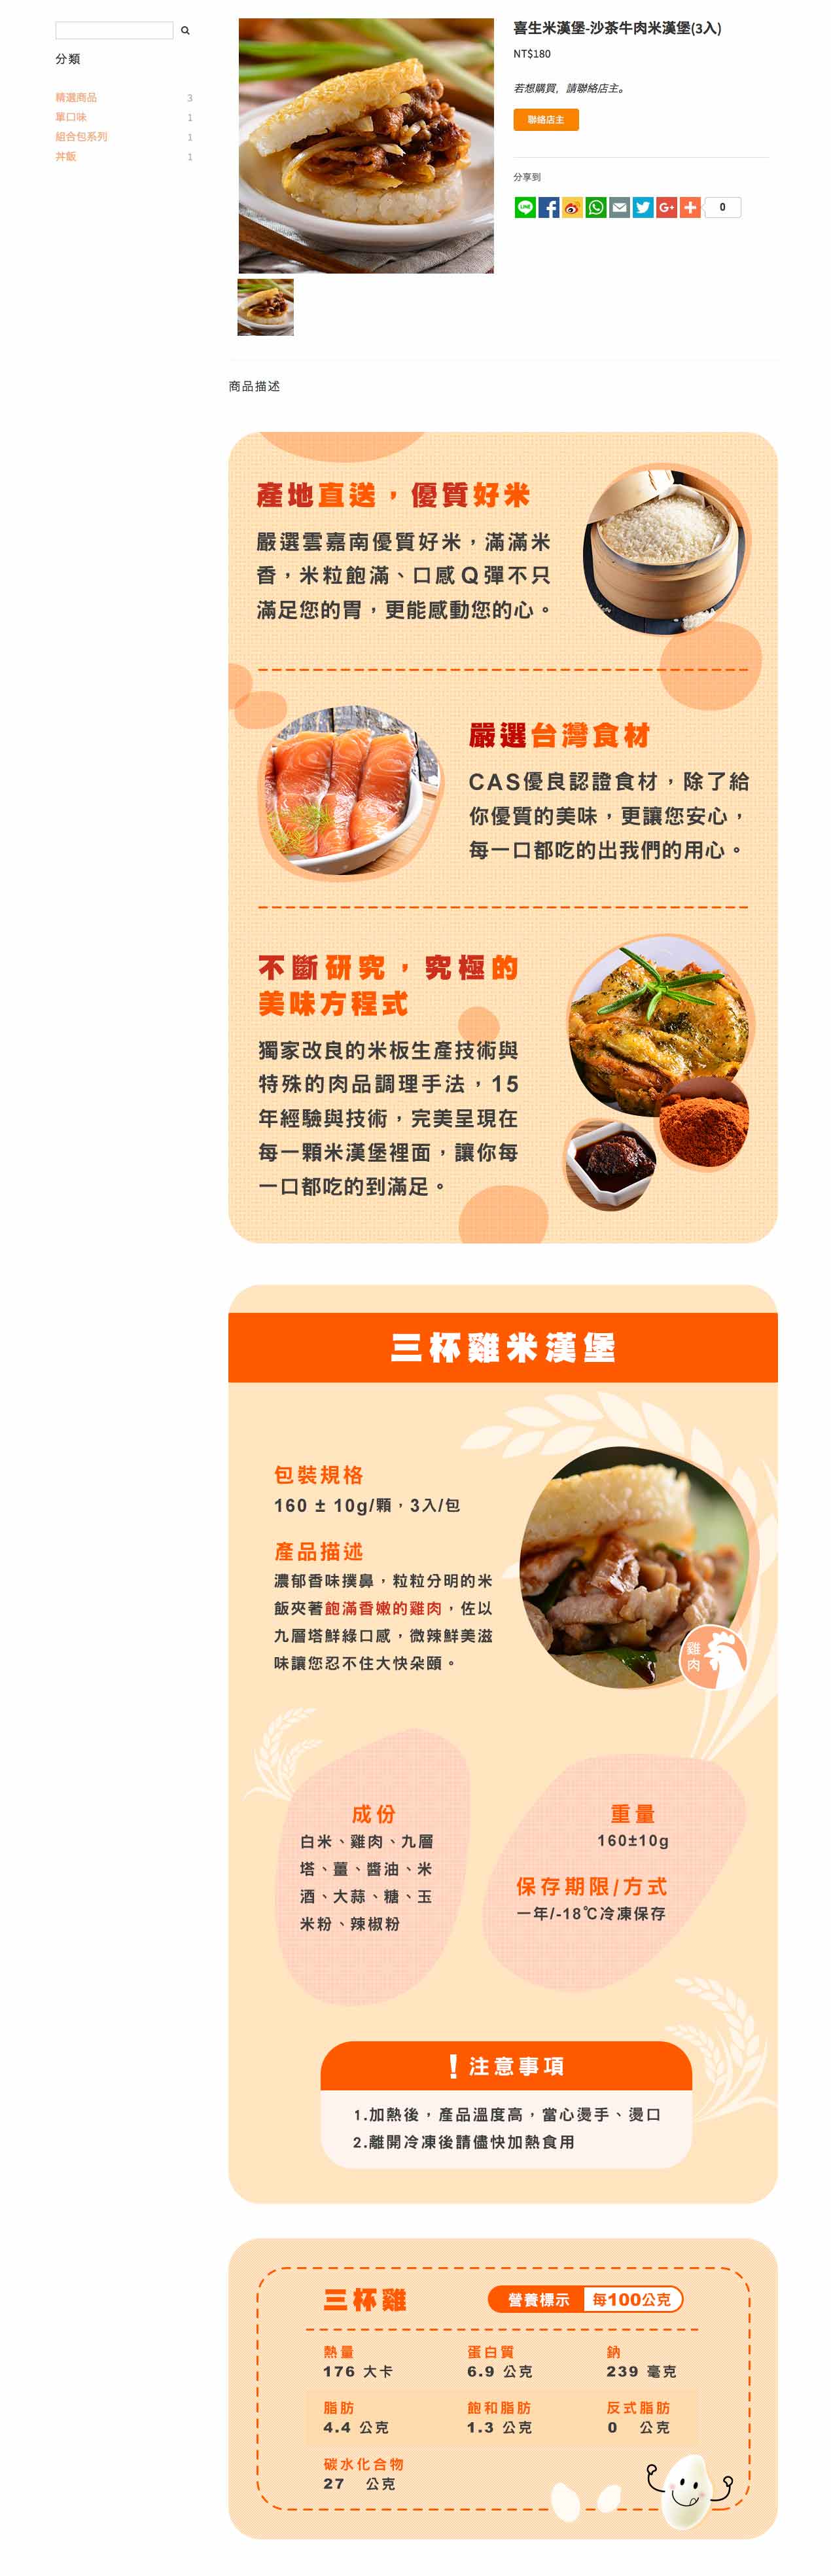 喜生米漢堡-沙茶牛肉米漢堡(3入)
NT$180
若想購買，請聯絡店主。
聯絡店主
分享到
LINE
G+
0
分類
精選商品 3
單口味 1
組合包系列 1
丼飯 1
商品描述
產地直送，優質好米
嚴選雲嘉南優質好米，滿滿米
香，米粒飽滿、口感Q彈不只
滿足您的胃，更能感動您的心。
嚴選台灣食材
CAS優良認證食材，除了給
你優質的美味，更讓您安心，
每一口都吃的出我們的用心。
不斷研究，究極的
美味方程式
獨家改良的米板生產技術與
特殊的肉品調理手法，15
年經驗與技術，完美呈現在
每一顆米漢堡裡面，讓你每
一口都吃的到滿足。
三杯雞米漢堡
包裝規格
160 ± 10g/顆，3入/包
產品描述
濃郁香味撲鼻，粒粒分明的米
飯夾著飽滿香嫩的雞肉，佐以
九層塔鮮綠口感，微辣鮮美滋
味讓您忍不住大快朵頤。
雞
肉
成份
白米、雞肉、九層
塔、薑、醬油、米
酒、大蒜、糖、玉
米粉、辣椒粉
重量
160±10g
保存期限/方式
一年/-18℃冷凍保存
!注意事項
1.加熱後，產品溫度高，當心燙手、燙口
2.離開冷凍後請儘快加熱食用
三杯雞
營養標示 每100公克
熱量 蛋白質 鈉
176 大卡 6.9 公克 239 毫克
脂肪 飽和脂肪 反式脂肪
4.4 公克 1.3 公克 0 公克
碳水化合物
27 公克